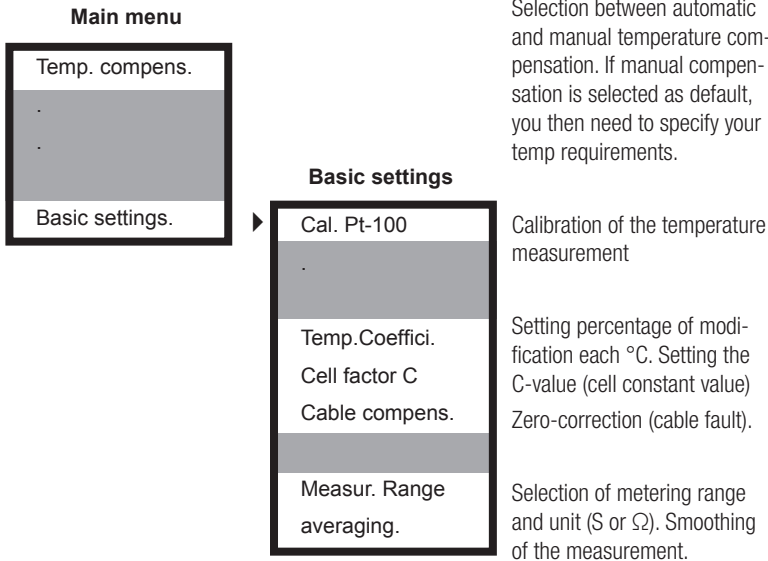 Main menu
Temp. compens.
.
.
Basic settings.
Selection between automatic
and manual temperature com-
pensation. If manual compen-
sation is selected as default,
you then need to specify your
temp requirements.
Basic settings
Cal. Pt-100
.
Temp.Coeffici.
Cell factor C
Cable compens.
Measur. Range
averaging.
Calibration of the temperature
measurement
Setting percentage of modi-
fication each °C. Setting the
C-value (cell constant value)
Zero-correction (cable fault).
Selection of metering range
and unit (S or Ω). Smoothing
of the measurement.